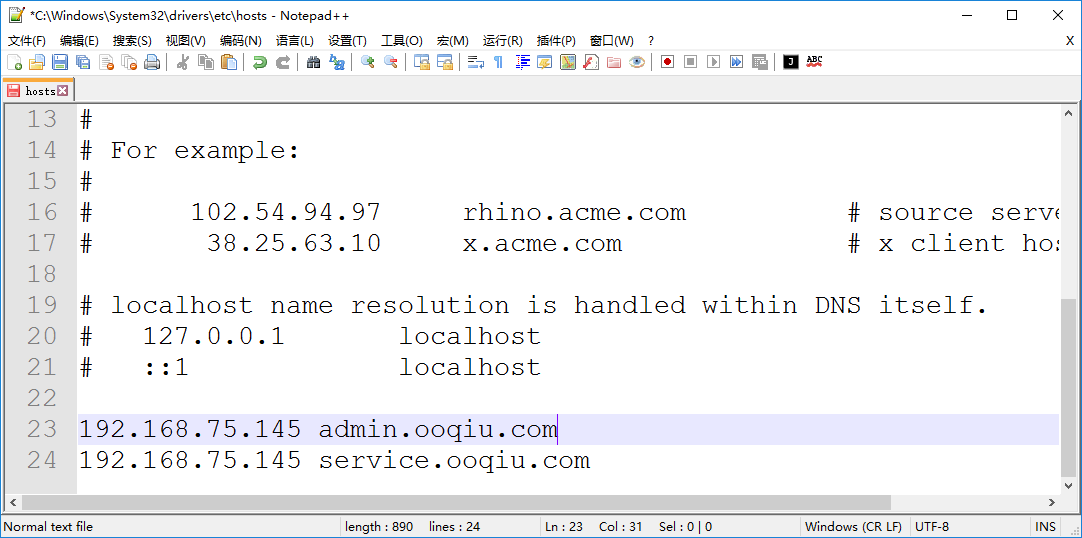 *C:\Windows\System32\drivers\etc\hosts - Notepad++
文件(F) 编辑(E) 搜索(S) 视图(V) 编码(N) 语言(L) 设置(T) 工具(O) 宏(M) 运行(R) 插件(P) 窗口(W) ? X
hosts
13 #
14 # For example:
15 #
16 # 102.54.94.97 rhino.acme.com # source serve
17 # 38.25.63.10 x.acme.com # x client hos
18
19 # localhost name resolution is handled within DNS itself.
20 # 127.0.0.1 localhost
21 # ::1 localhost
22
23 192.168.75.145 admin.ooqiu.com
24 192.168.75.145 service.ooqiu.com
Normal text file length : 890 lines : 24 Ln : 23 Col : 31 Sel : 0 | 0 Windows (CR LF) UTF-8 INS